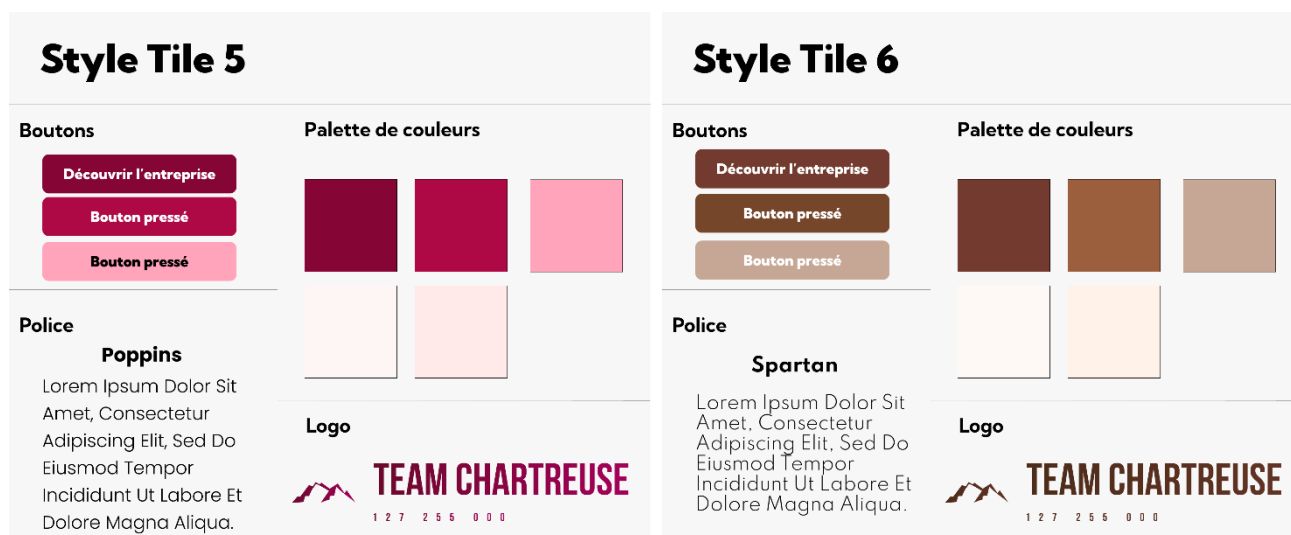 Style Tile 5
Boutons
Découvrir l'entreprise
Bouton pressé
Bouton pressé
Palette de couleurs
Police
Poppins
Lorem Ipsum Dolor Sit
Amet, Consectetur
Adipiscing Elit, Sed Do
Eiusmod Tempor
Incididunt Ut Labore Et
Dolore Magna Aliqua.
Logo
TEAM CHARTREUSE
127 255 000
Style Tile 6
Boutons
Découvrir l'entreprise
Bouton pressé
Bouton pressé
Palette de couleurs
Police
Spartan
Lorem Ipsum Dolor Sit
Amet, Consectetur
Adipiscing Elit, Sed Do
Eiusmod Tempor
Incididunt Ut Labore Et
Dolore Magna Aliqua.
Logo
TEAM CHARTREUSE
127 255 000